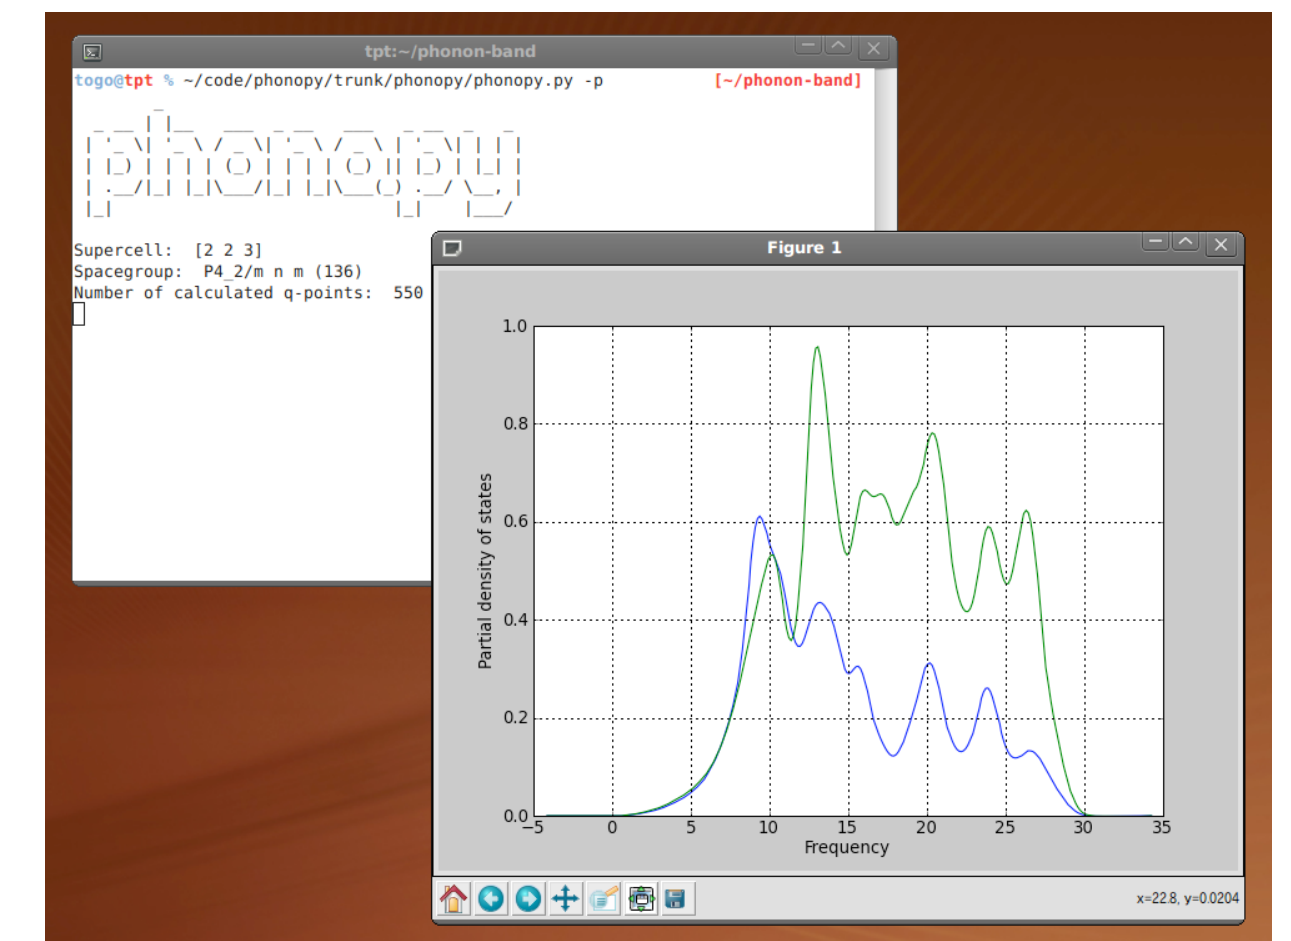 tpt:~/phonon-band
togo@tpt % ~/code/phonopy/trunk/phonopy/phonopy.py -p [~/phonon-band]
phonopy
Supercell: [2 2 3]
Spacegroup: P4_2/m n m (136)
Number of calculated q-points: 550
Figure 1
1.0
0.8
0.6
0.4
0.2
0.0
Partial density of states
−5 0 5 10 15 20 25 30 35
Frequency
x=22.8, y=0.0204